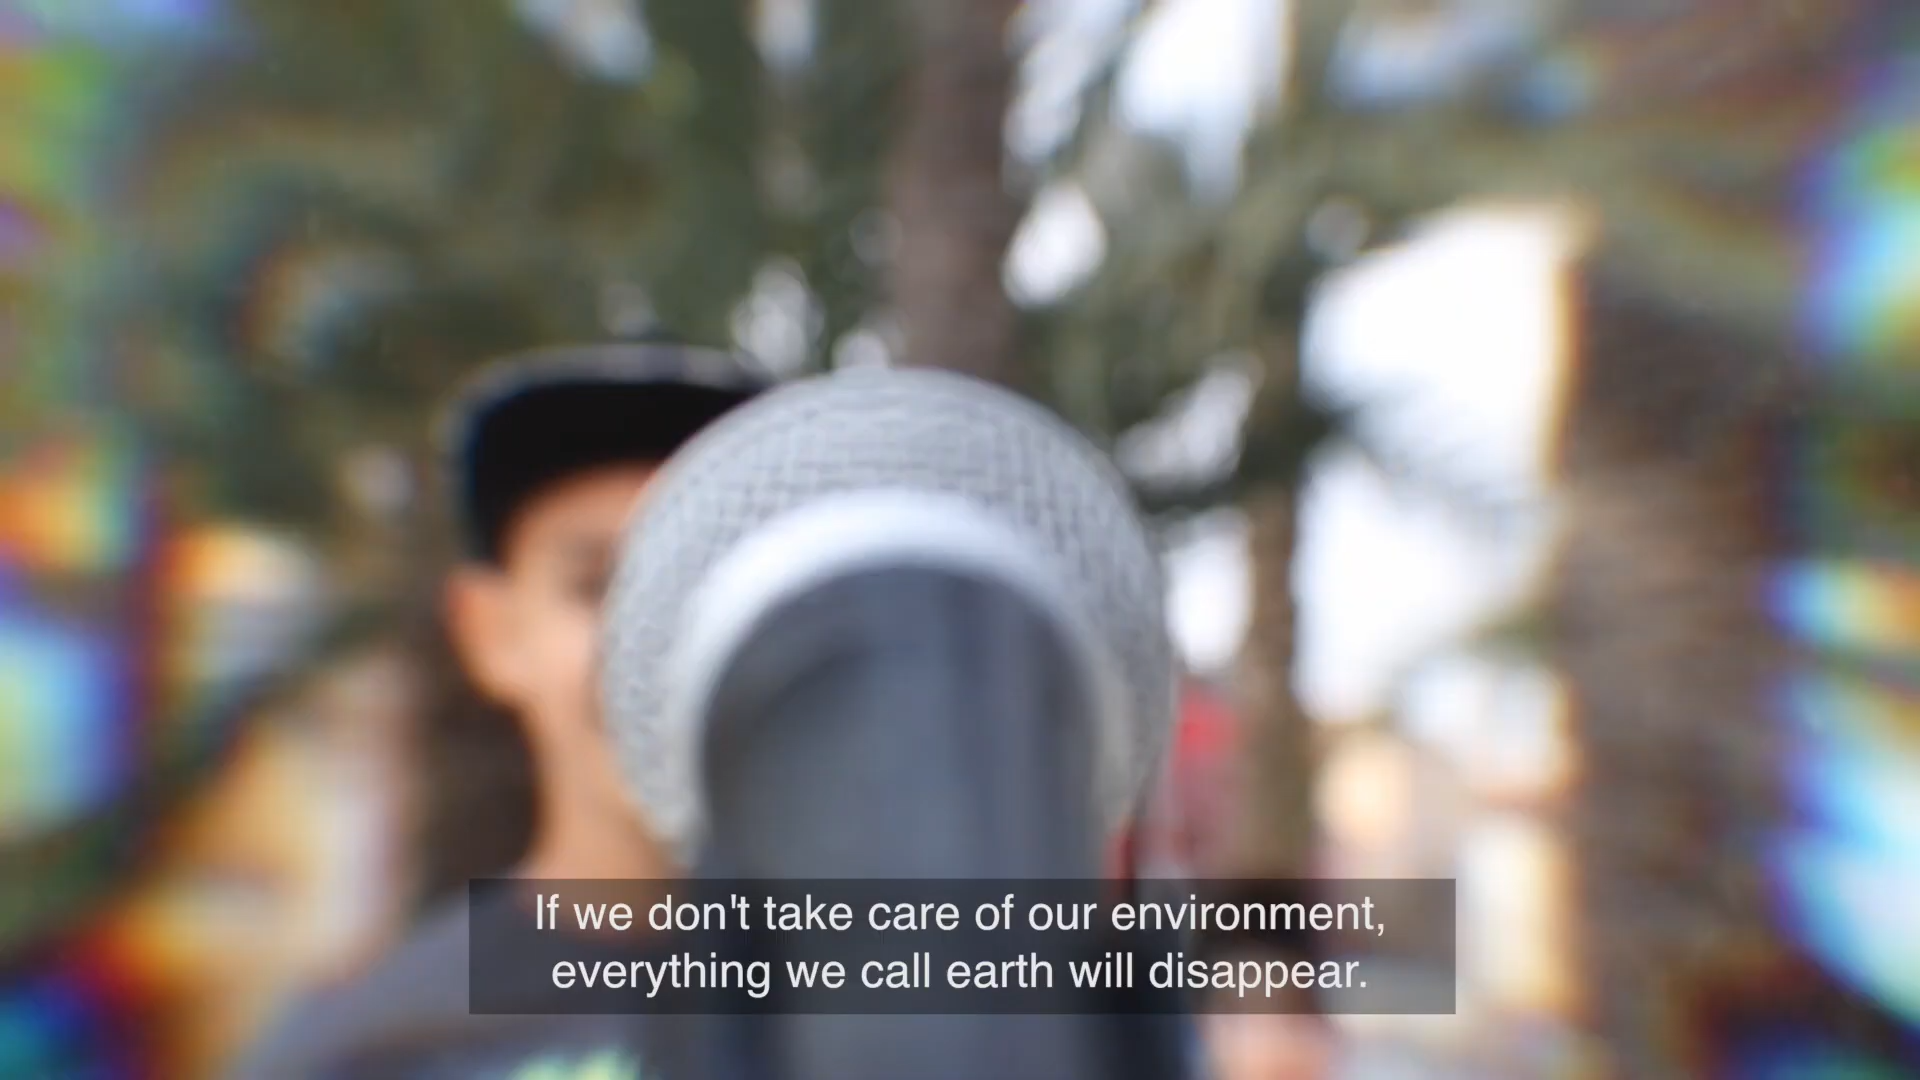 If we don't take care of our environment,
everything we call earth will disappear.